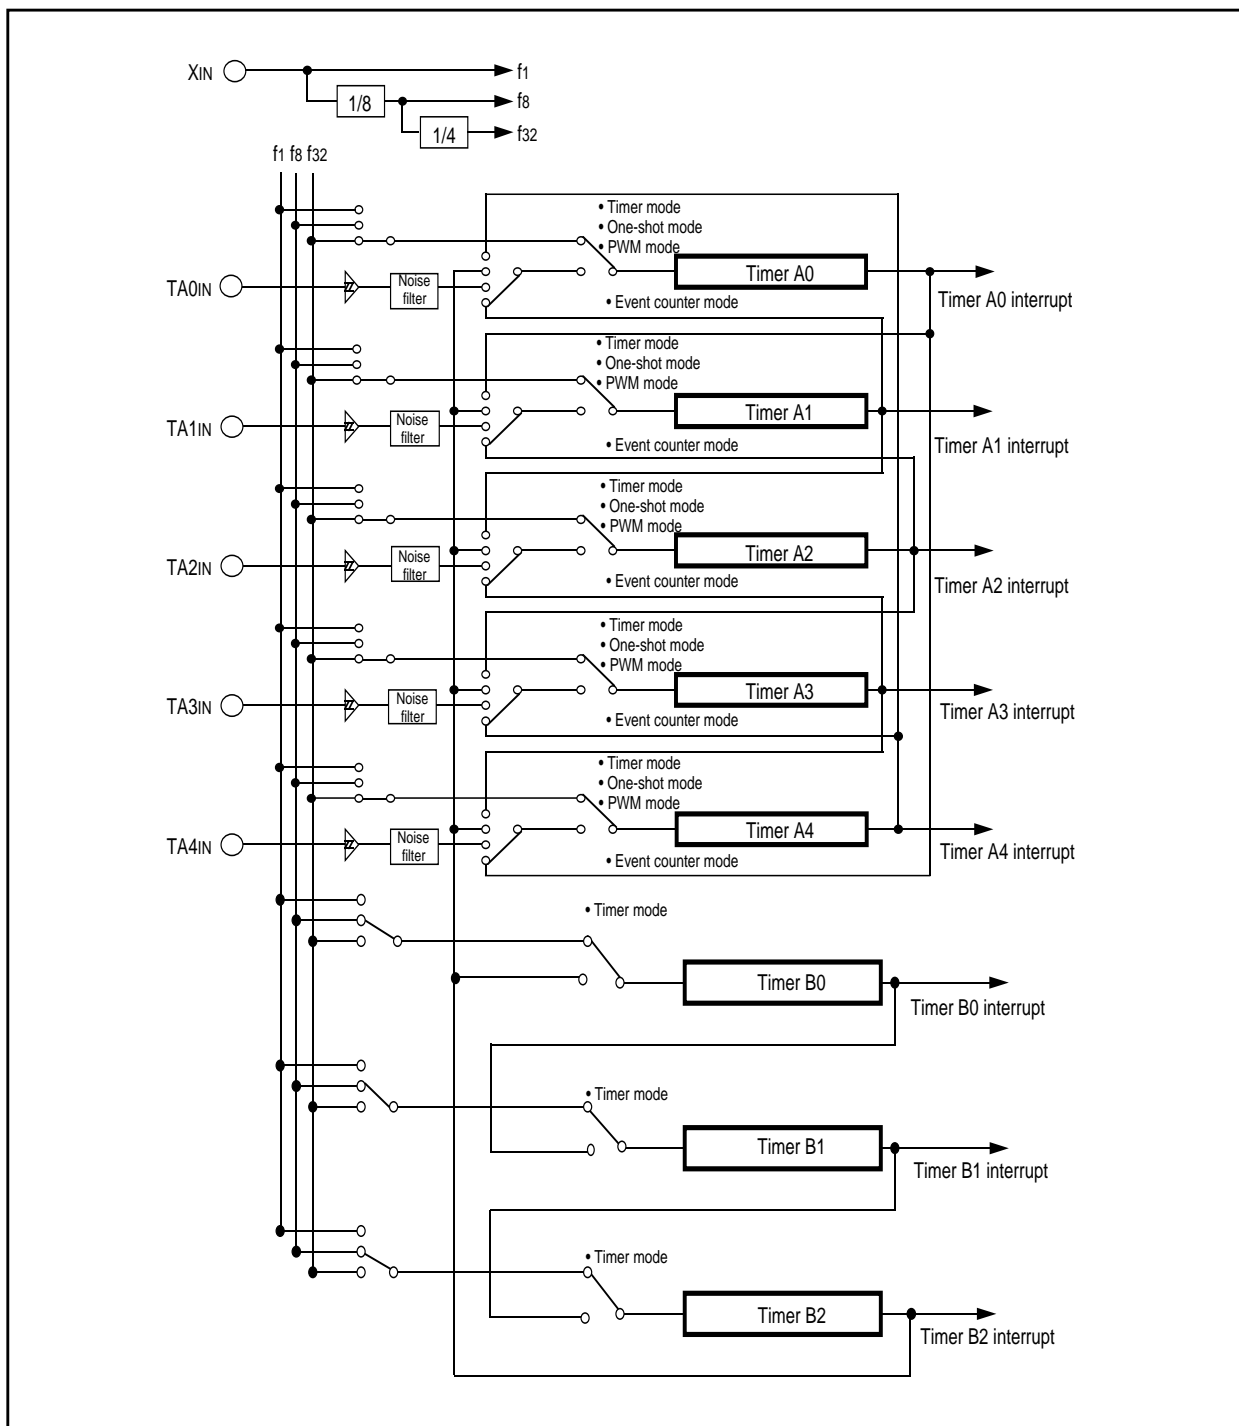 XIN
f1
1/8
f8
1/4
f32
f1 f8 f32
• Timer mode
• One-shot mode
• PWM mode
TA0IN
Noise
filter
Timer A0
• Event counter mode
Timer A0 interrupt
• Timer mode
• One-shot mode
• PWM mode
TA1IN
Noise
filter
Timer A1
• Event counter mode
Timer A1 interrupt
• Timer mode
• One-shot mode
• PWM mode
TA2IN
Noise
filter
Timer A2
• Event counter mode
Timer A2 interrupt
• Timer mode
• One-shot mode
• PWM mode
TA3IN
Noise
filter
Timer A3
• Event counter mode
Timer A3 interrupt
• Timer mode
• One-shot mode
• PWM mode
TA4IN
Noise
filter
Timer A4
• Event counter mode
Timer A4 interrupt
• Timer mode
Timer B0
Timer B0 interrupt
• Timer mode
Timer B1
Timer B1 interrupt
• Timer mode
Timer B2
Timer B2 interrupt